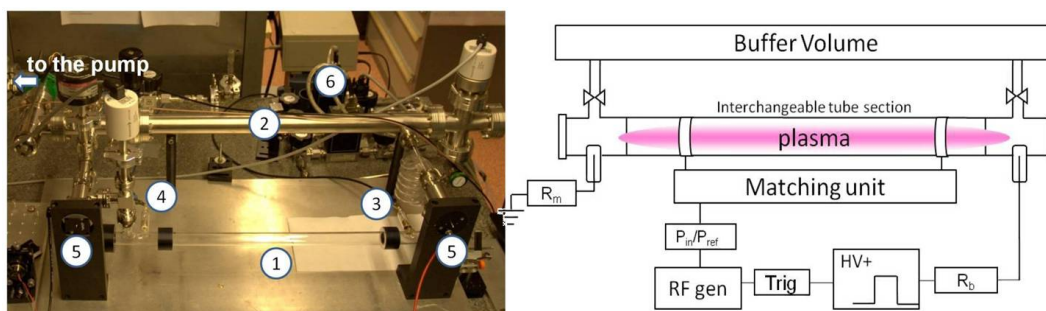 to the pump
6
2
4
3
5
5
1
Buffer Volume
Interchangeable tube section
plasma
Matching unit
Rm
Pin/Pref
HV+
RF gen
Trig
Rb